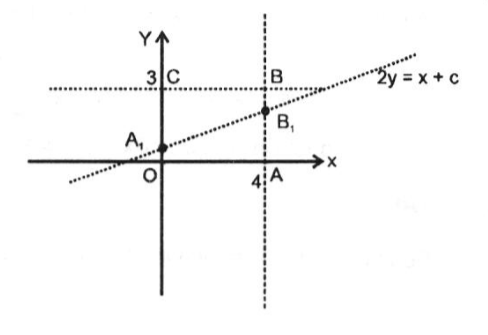 Y
3 C B
2y = x + c
B₁
A₁
x
O
4 A